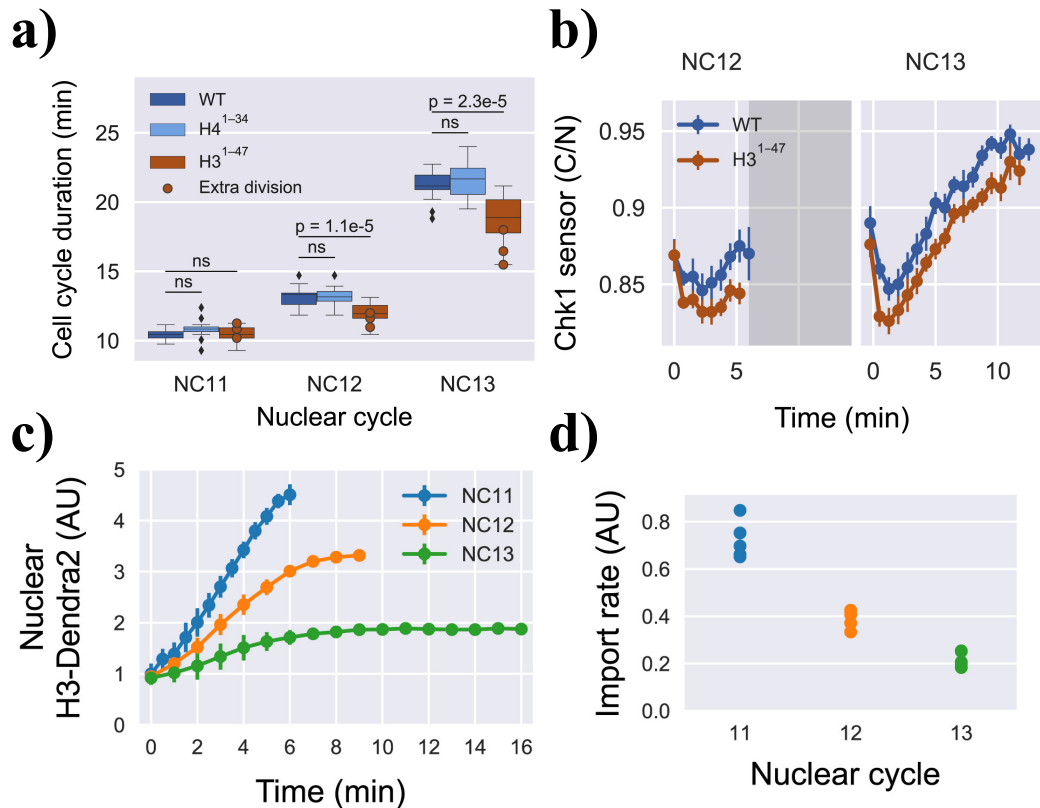 a)
Cell cycle duration (min)
25
20
15
10
WT
H4 1–34
H3 1–47
Extra division
ns
ns
p = 1.1e-5
ns
p = 2.3e-5
ns
NC11 NC12 NC13
Nuclear cycle
b)
NC12 NC13
Chk1 sensor (C/N)
0.95
0.9
0.85
WT
H3 1–47
0 5 0 5 10
Time (min)
c)
Nuclear
H3-Dendra2 (AU)
5
4
3
2
1
0
NC11
NC12
NC13
0 2 4 6 8 10 12 14 16
Time (min)
d)
Import rate (AU)
0.8
0.6
0.4
0.2
0.0
11 12 13
Nuclear cycle